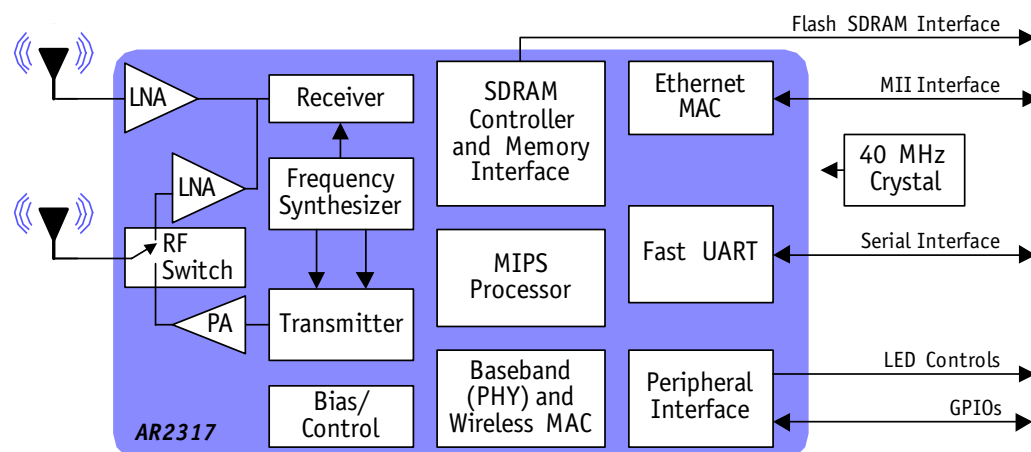 Flash SDRAM Interface
LNA
Receiver
SDRAM
Controller
and Memory
Interface
Ethernet
MAC
MII Interface
40 MHz
Crystal
LNA
Frequency
Synthesizer
RF
Switch
MIPS
Processor
Fast UART
Serial Interface
PA
Transmitter
Bias/
Control
Baseband
(PHY) and
Wireless MAC
Peripheral
Interface
LED Controls
GPIOs
AR2317